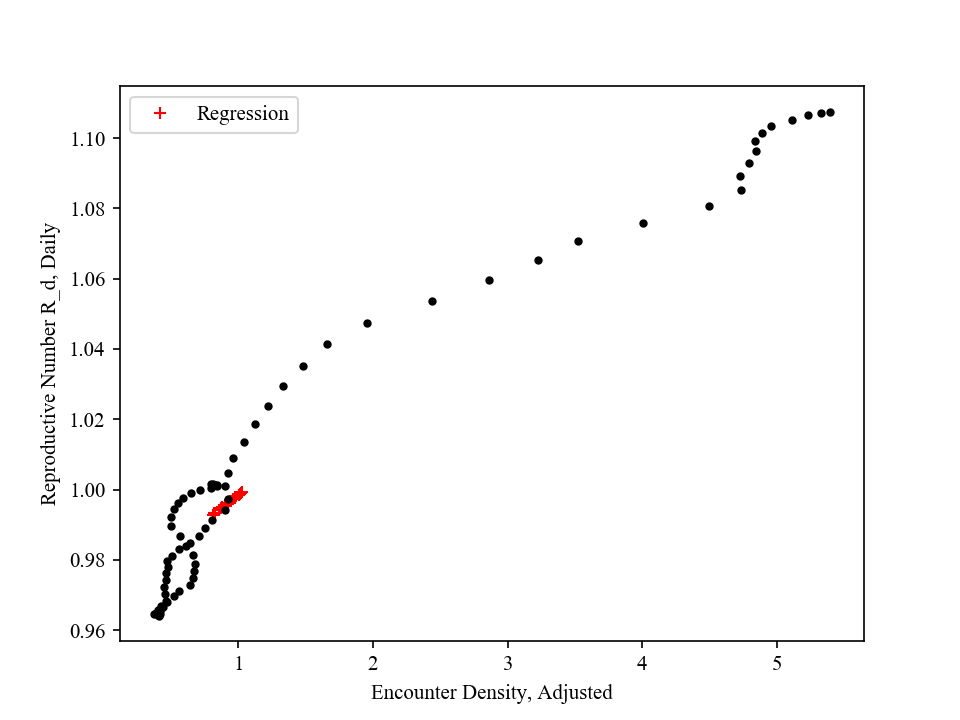 Regression
1.10
1.08
1.06
1.04
1.02
1.00
0.98
0.96
Reproductive Number R_d, Daily
1 2 3 4 5
Encounter Density, Adjusted